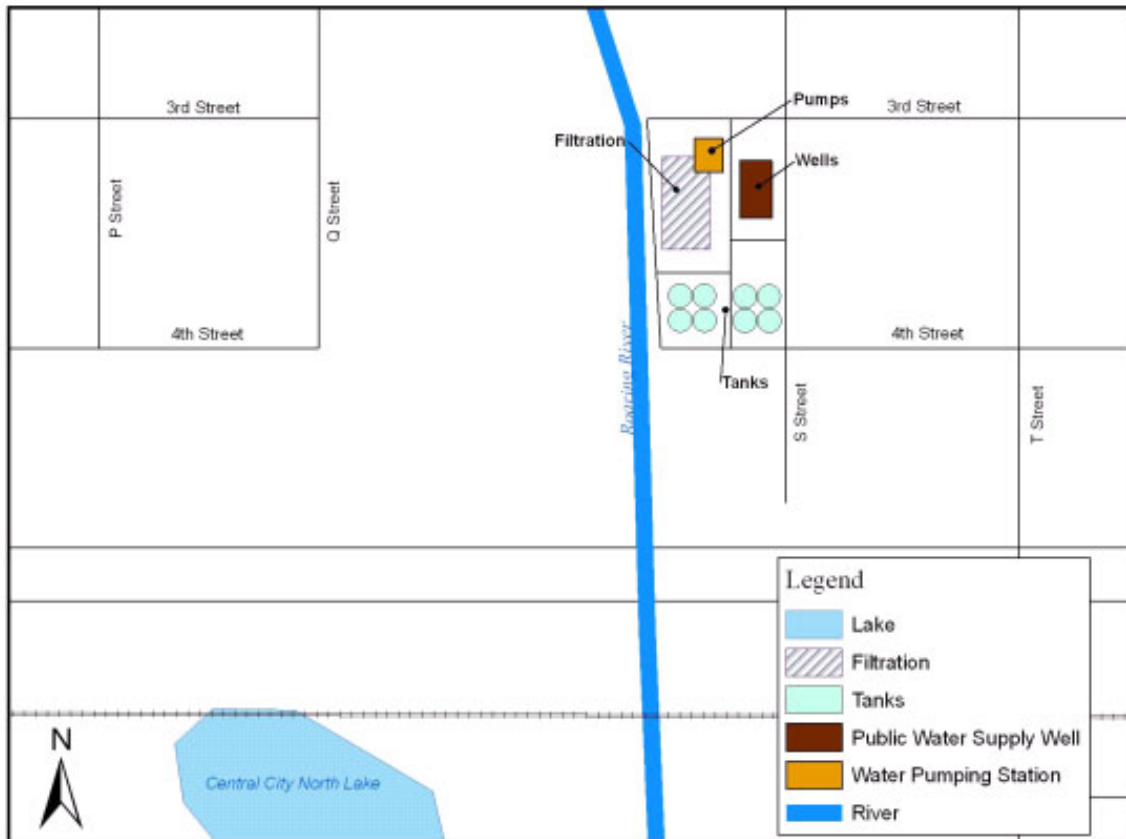 Pumps
3rd Street
3rd Street
Filtration
Wells
P Street
Q Street
4th Street
4th Street
Roaring River
Tanks
S Street
T Street
Legend
Lake
Filtration
Tanks
Public Water Supply Well
Water Pumping Station
River
N
Central City North Lake